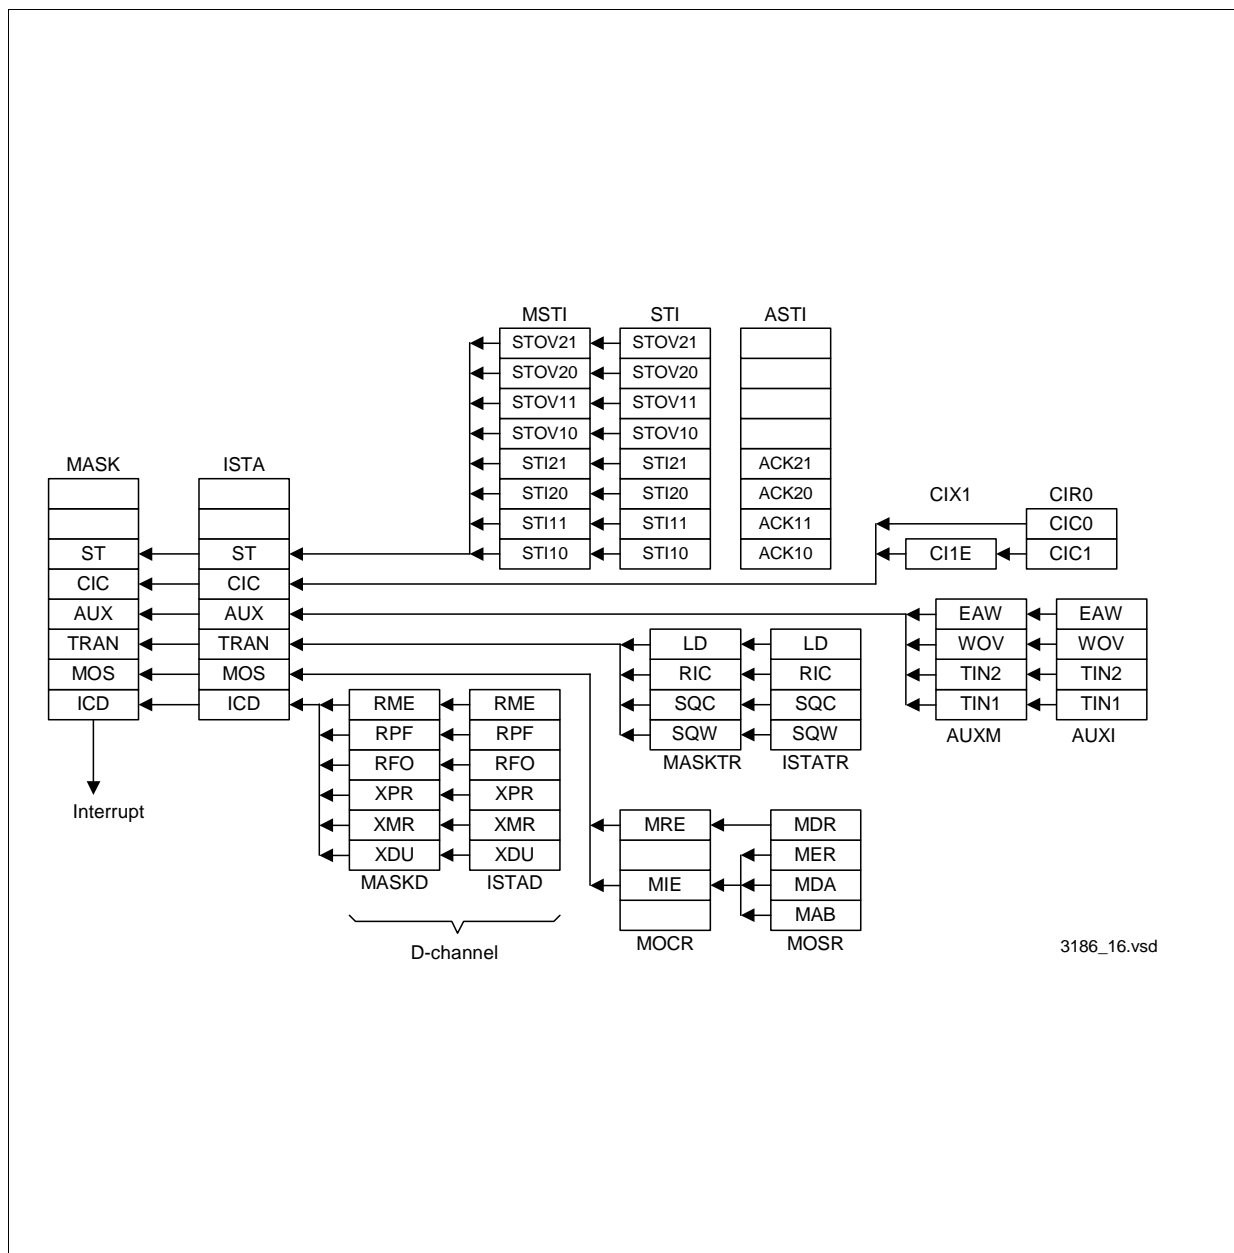 MSTI STI ASTI
STOV21 STOV21
STOV20 STOV20
STOV11 STOV11
STOV10 STOV10
MASK ISTA STI21 STI21 ACK21
STI20 STI20 ACK20 CIX1 CIR0
STI11 STI11 ACK11 CIC0
ST ST STI10 STI10 ACK10 CI1E CIC1
CIC CIC
AUX AUX EAW EAW
TRAN TRAN LD LD WOV WOV
MOS MOS RIC RIC TIN2 TIN2
ICD ICD RME RME SQC SQC TIN1 TIN1
RPF RPF SQW SQW AUXM AUXI
RFO RFO MASKTR ISTATR
XPR XPR
Interrupt
XMR XMR MRE MDR
XDU XDU MER
MASKD ISTAD MIE MDA
MAB
D-channel MOCR MOSR 3186_16.vsd